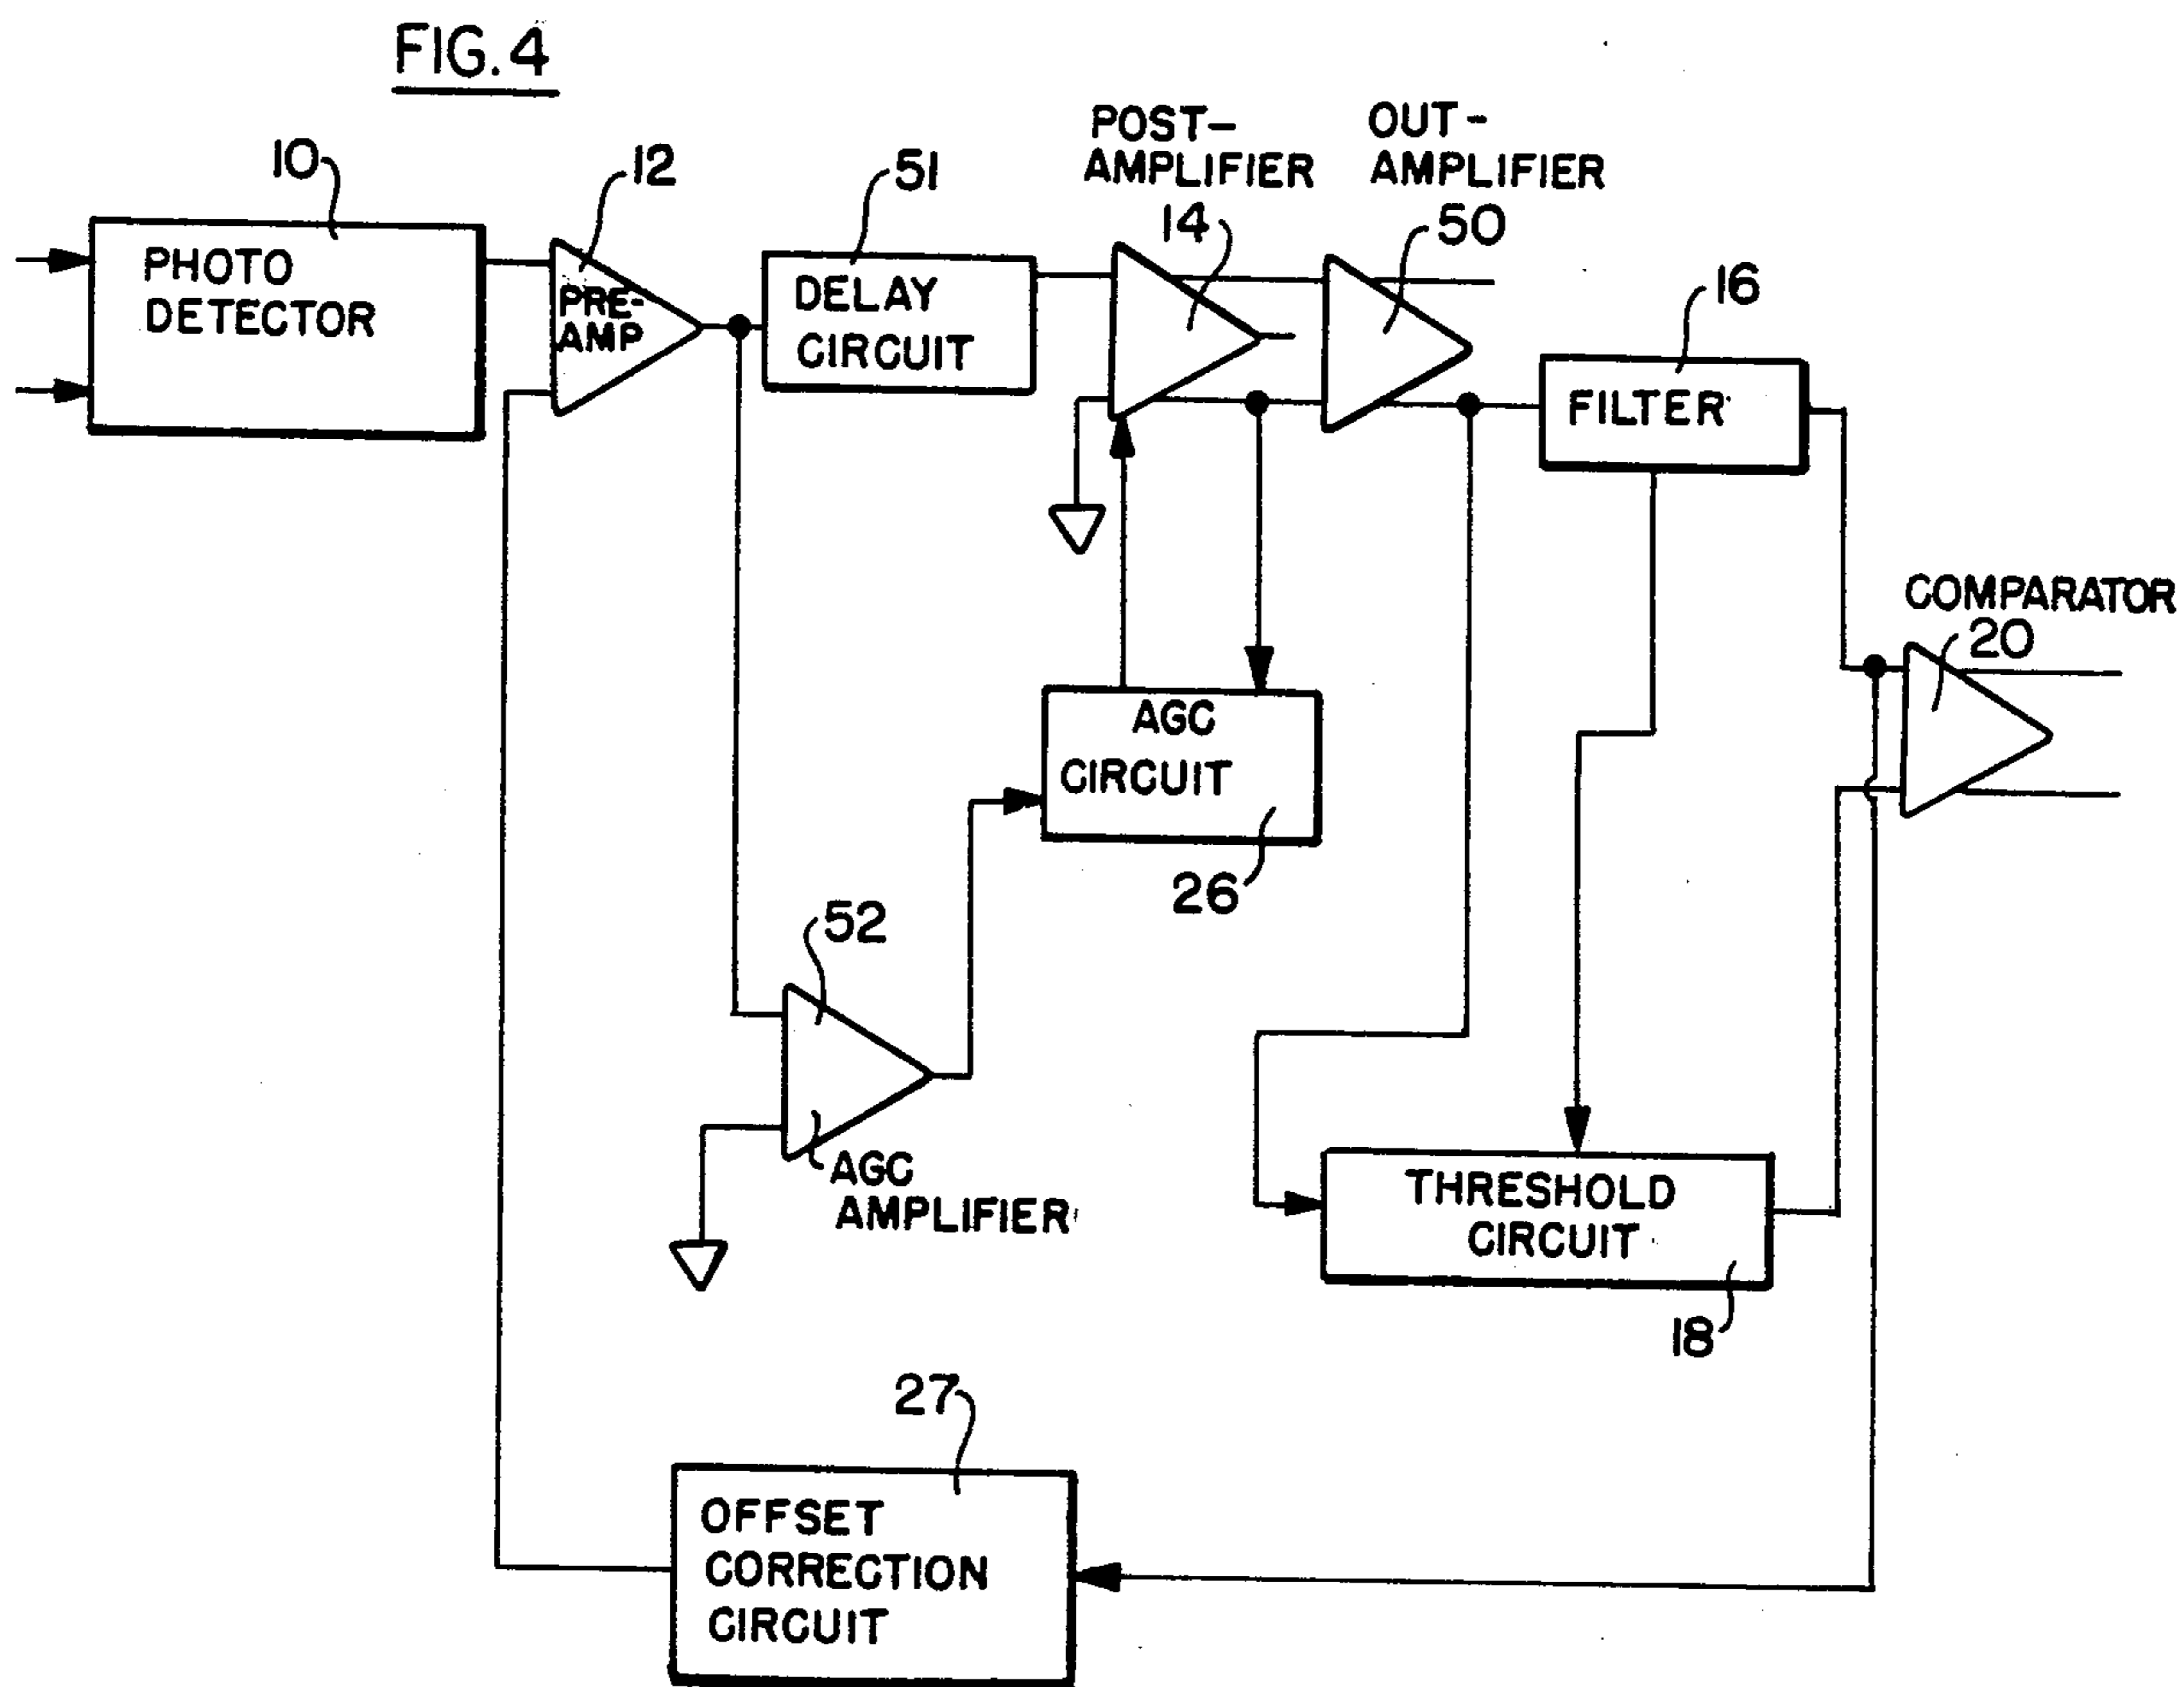 FIG. 4
10
PHOTO
DETECTOR
12
PRE-
AMP
51
DELAY
CIRCUIT
POST-
AMPLIFIER
14
OUT-
AMPLIFIER
50
16
FILTER
COMPARATOR
20
AGC
CIRCUIT
26
52
AGC
AMPLIFIER
THRESHOLD
CIRCUIT
18
27
OFFSET
CORRECTION
CIRCUIT